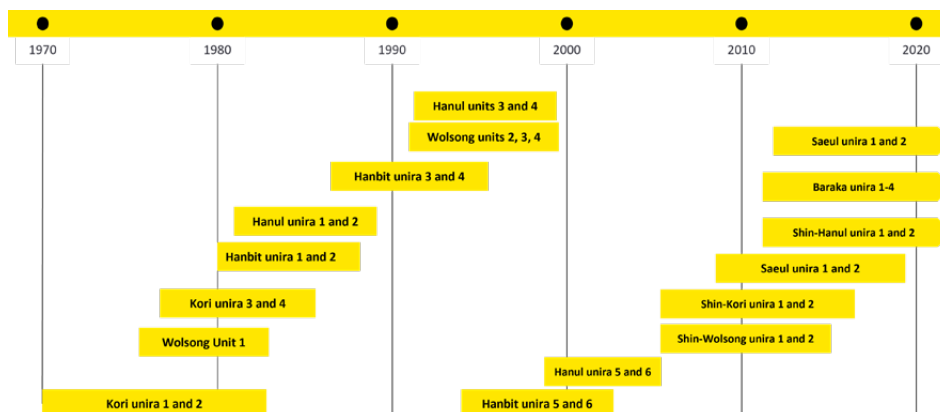 1970 1980 1990 2000 2010 2020
Hanul units 3 and 4
Wolsong units 2, 3, 4
Saeul unira 1 and 2
Hanbit unira 3 and 4
Baraka unira 1-4
Hanul unira 1 and 2
Shin-Hanul unira 1 and 2
Hanbit unira 1 and 2
Saeul unira 1 and 2
Kori unira 3 and 4
Shin-Kori unira 1 and 2
Wolsong Unit 1
Shin-Wolsong unira 1 and 2
Hanul unira 5 and 6
Kori unira 1 and 2
Hanbit unira 5 and 6